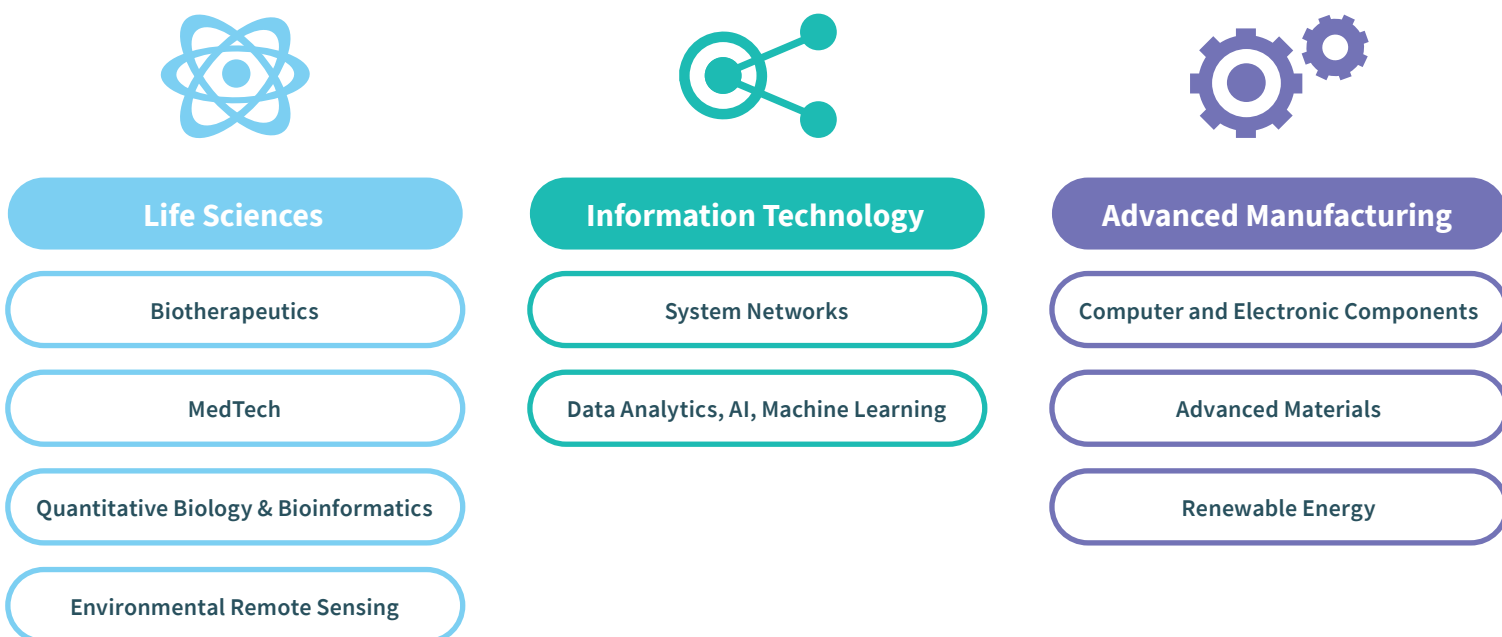 Life Sciences
Biotherapeutics
MedTech
Quantitative Biology & Bioinformatics
Environmental Remote Sensing
Information Technology
System Networks
Data Analytics, AI, Machine Learning
Advanced Manufacturing
Computer and Electronic Components
Advanced Materials
Renewable Energy